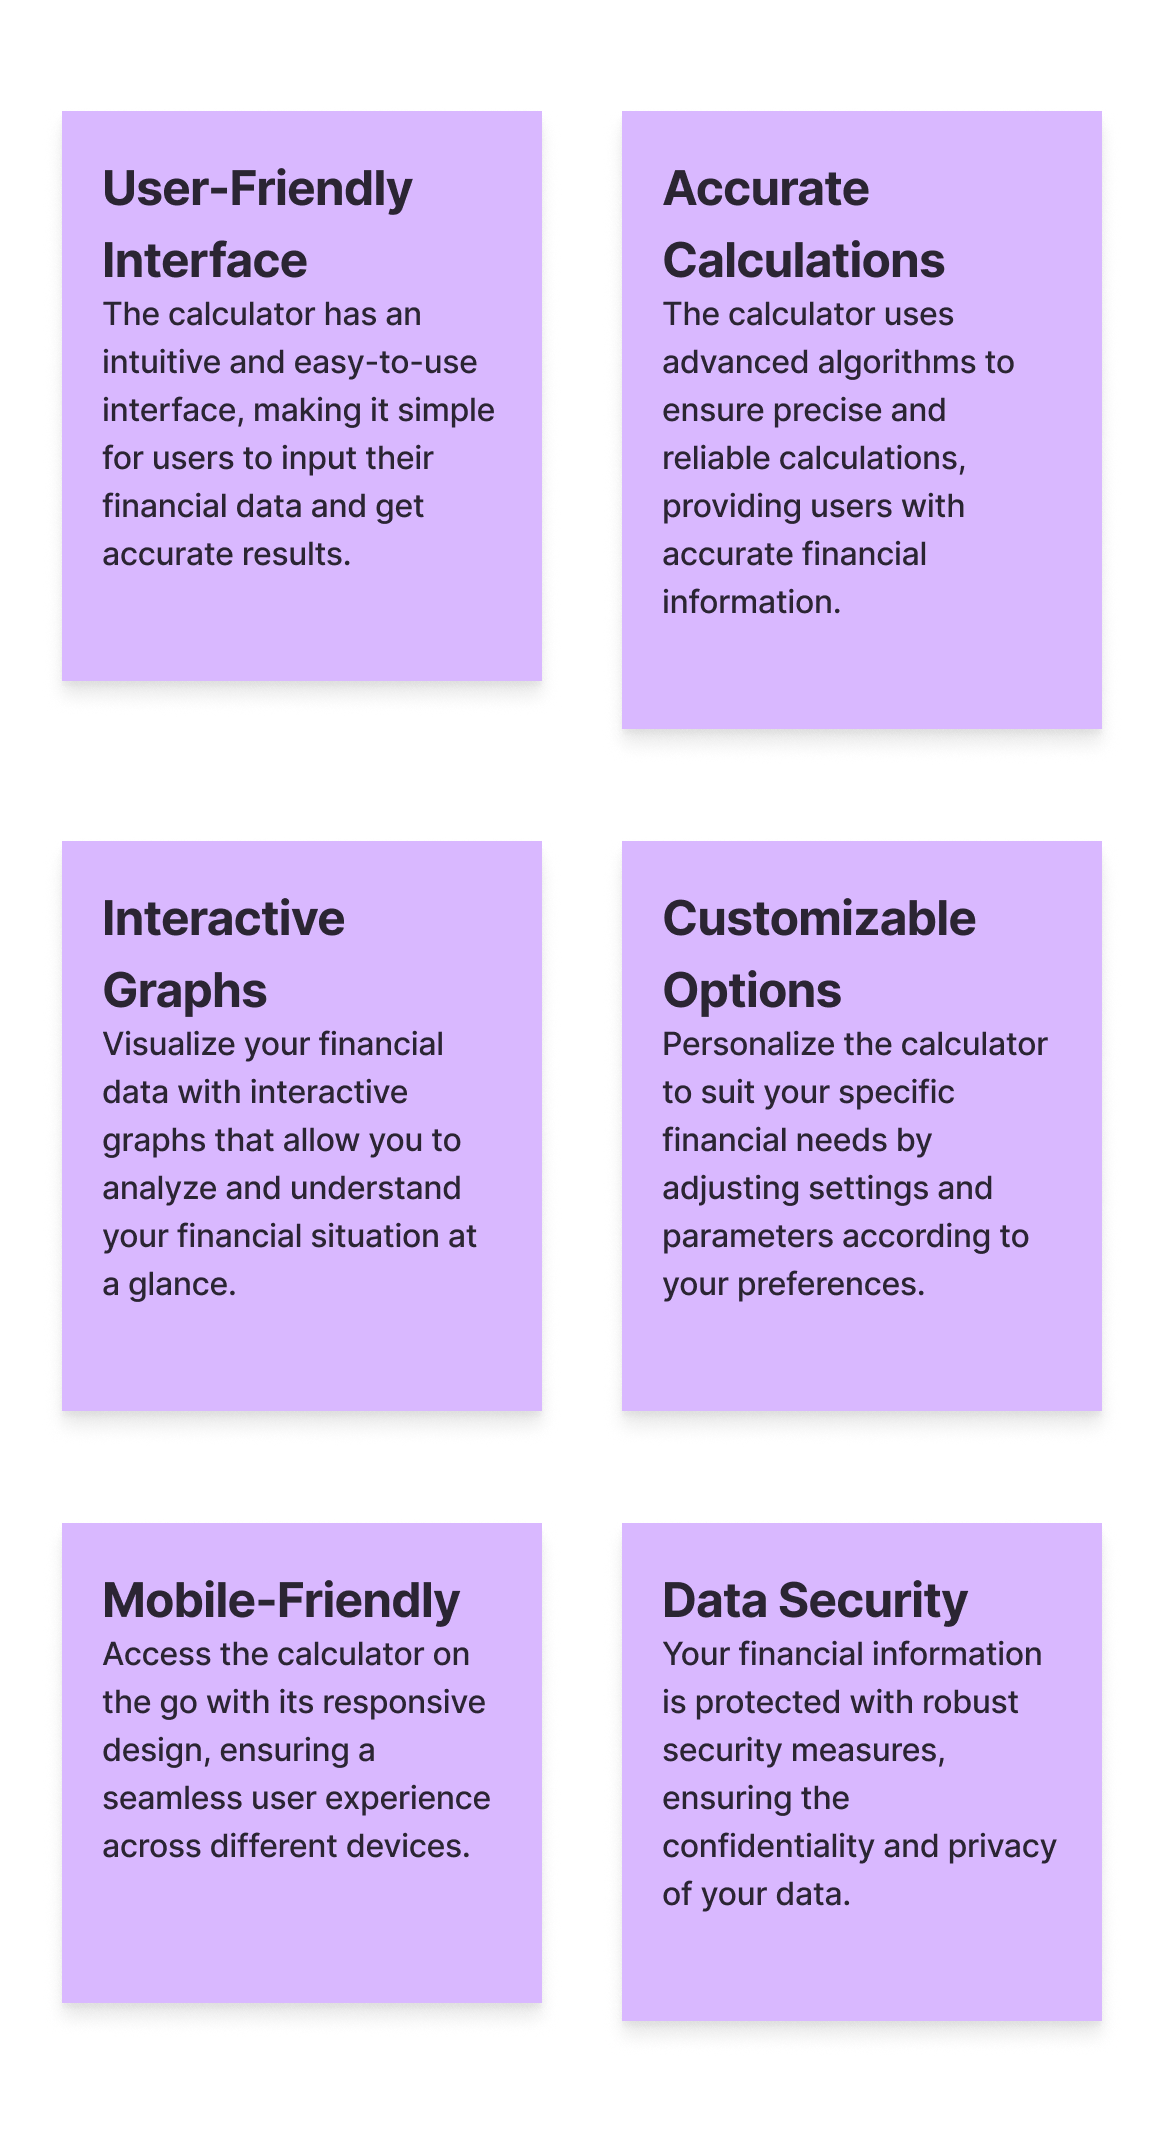 User-Friendly
Interface
The calculator has an
intuitive and easy-to-use
interface, making it simple
for users to input their
financial data and get
accurate results.
Accurate
Calculations
The calculator uses
advanced algorithms to
ensure precise and
reliable calculations,
providing users with
accurate financial
information.
Interactive
Graphs
Visualize your financial
data with interactive
graphs that allow you to
analyze and understand
your financial situation at
a glance.
Customizable
Options
Personalize the calculator
to suit your specific
financial needs by
adjusting settings and
parameters according to
your preferences.
Mobile-Friendly
Access the calculator on
the go with its responsive
design, ensuring a
seamless user experience
across different devices.
Data Security
Your financial information
is protected with robust
security measures,
ensuring the
confidentiality and privacy
of your data.